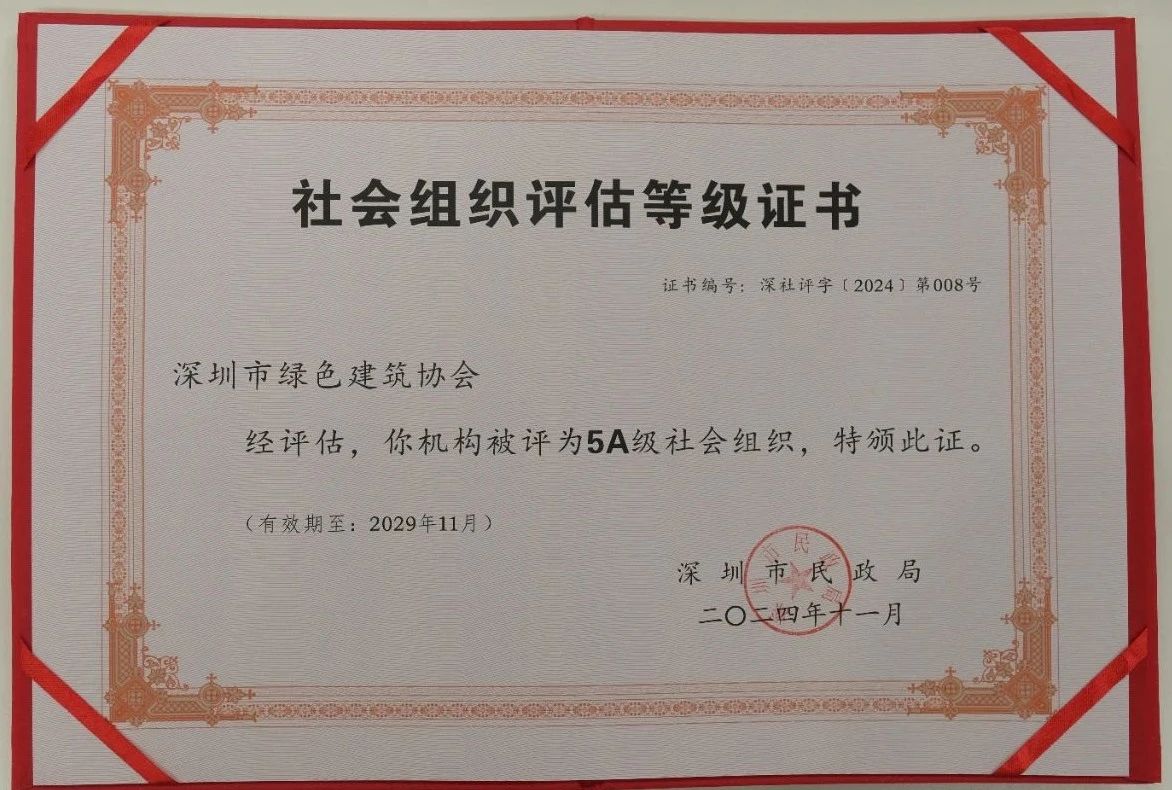 社会组织评估等级证书
证书编号：深社评字〔2024〕第008号
深圳市绿色建筑协会
经评估，你机构被评为5A级社会组织，特颁此证。
（有效期至：2029年11月）
深圳市民政局
二〇二四年十一月